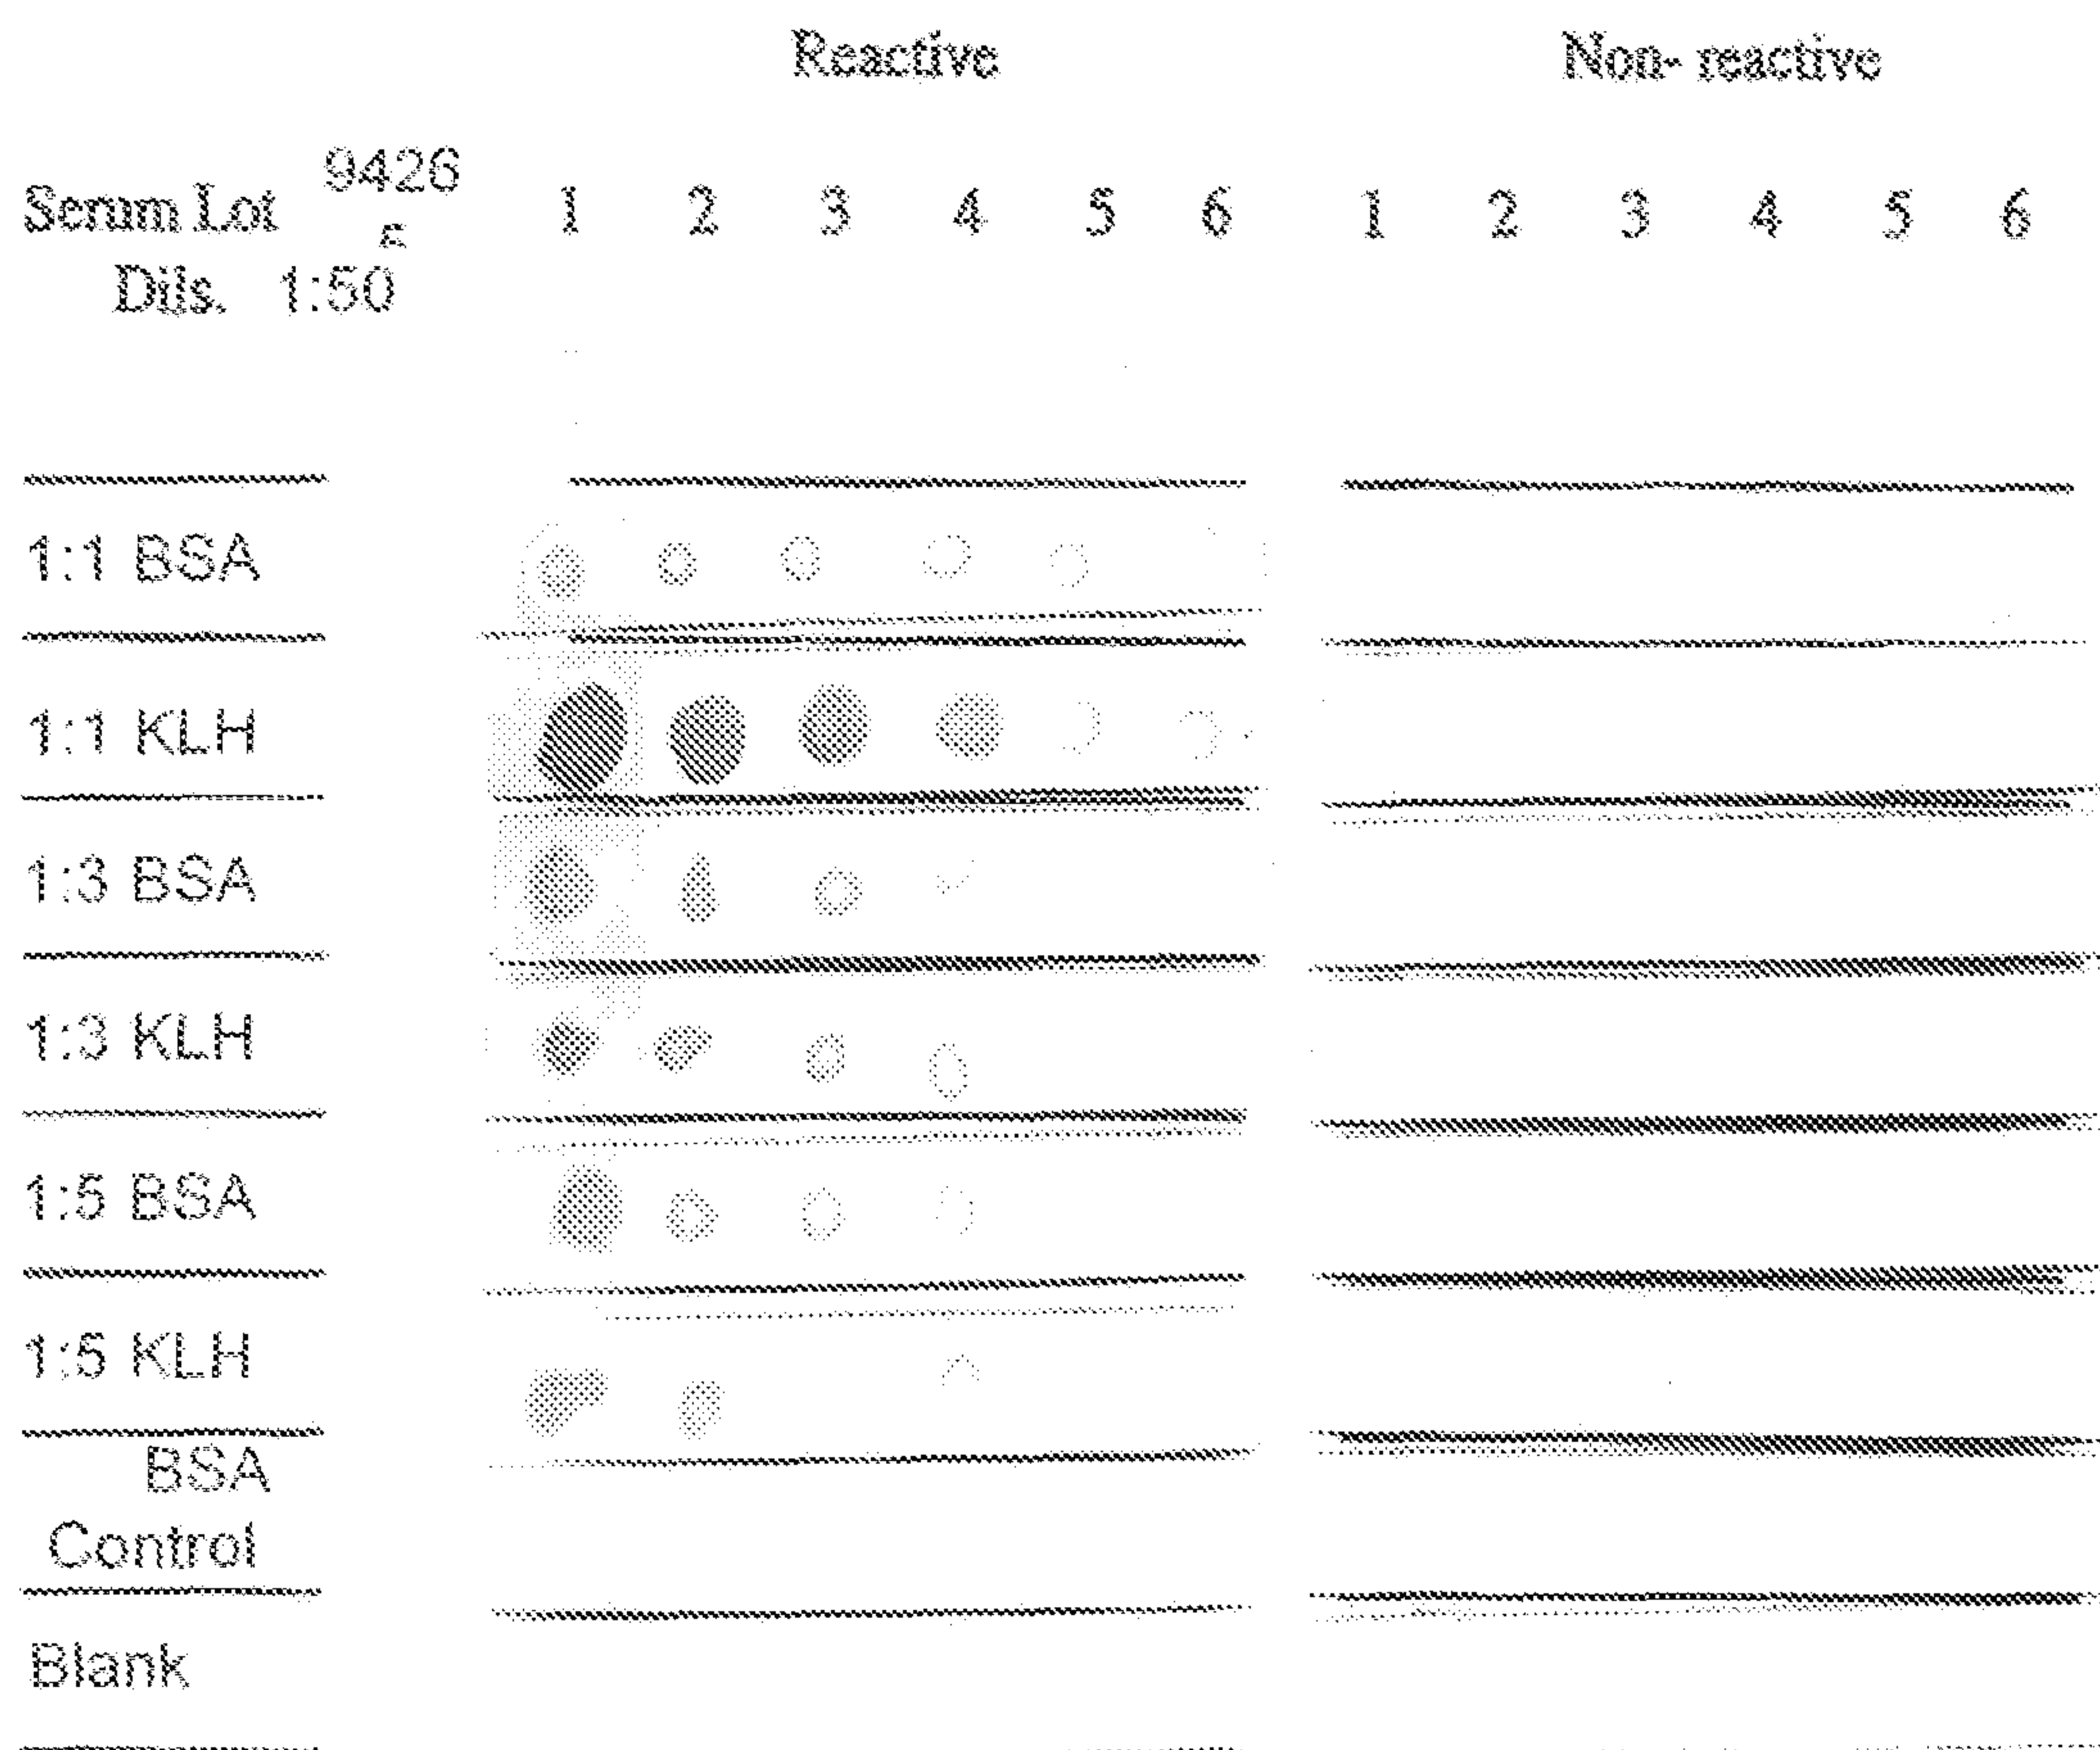 Reactive Non- reactive
9426
Serum Lot 1 2 3 4 5 6 1 2 3 4 5 6
5
Dils. 1:50
1:1 BSA
1:1 KLH
1:3 BSA
1:3 KLH
1:5 BSA
1:5 KLH
BSA
Control
Blank